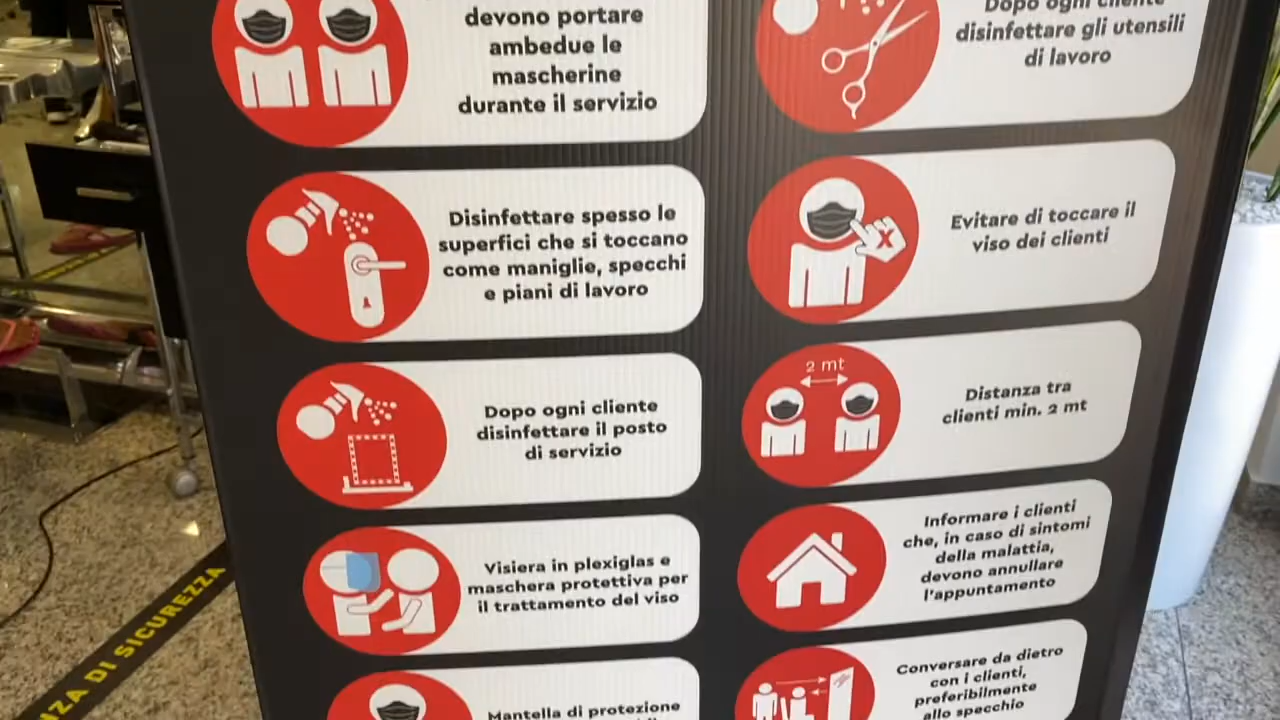 devono portare
ambedue le
mascherine
durante il servizio
Disinfettare spesso le
superfici che si toccano
come maniglie, specchi
e piani di lavoro
Dopo ogni cliente
disinfettare il posto
di servizio
Visiera in plexiglas e
maschera protettiva per
il trattamento del viso
Mantella di protezione
Dopo ogni cliente
disinfettare gli utensili
di lavoro
X
Evitare di toccare il
viso dei clienti
2 mt
Distanza tra
clienti min. 2 mt
Informare i clienti
che, in caso di sintomi
della malattia,
devono annullare
l'appuntamento
Conversare da dietro
con i clienti,
preferibilmente
allo specchio
NZA DI SICUREZZA